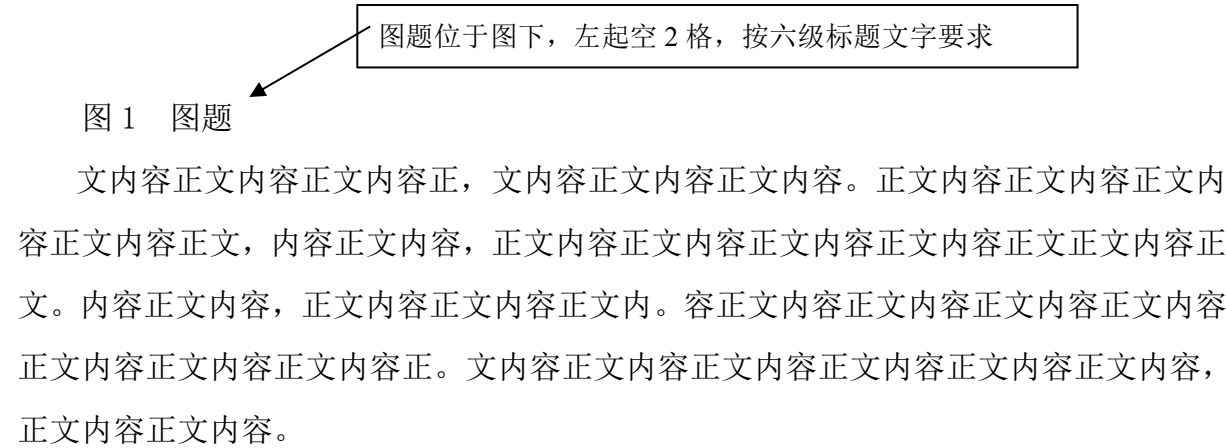 图题位于图下，左起空 2 格，按六级标题文字要求
图 1　图题
文内容正文内容正文内容正，文内容正文内容正文内容。正文内容正文内容正文内
容正文内容正文，内容正文内容，正文内容正文内容正文内容正文内容正文正文内容正
文。内容正文内容，正文内容正文内容正文内。容正文内容正文内容正文内容正文内容
正文内容正文内容正文内容正。文内容正文内容正文内容正文内容正文内容正文内容，
正文内容正文内容。